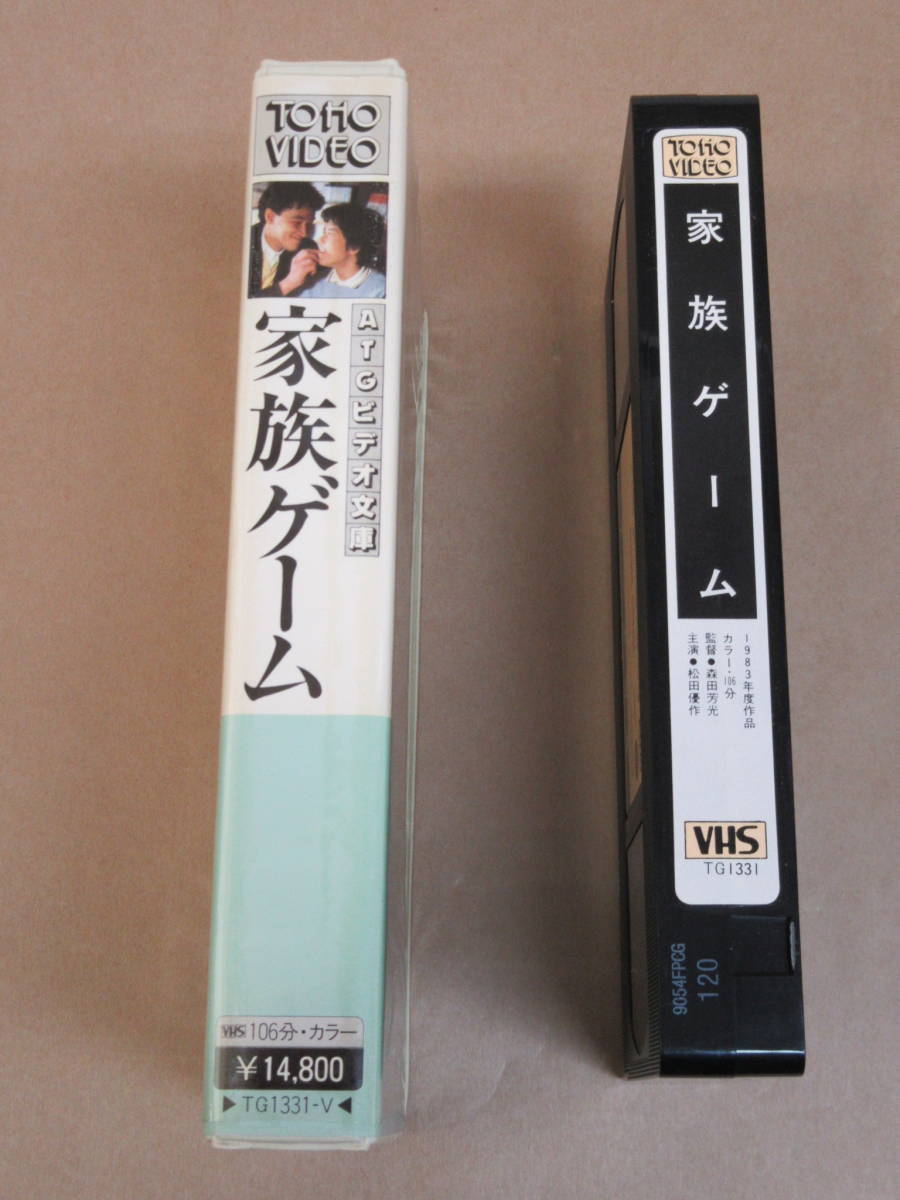 TOHO
VIDEO
ATGビデオ文庫
家族ゲーム
VHS 106分・カラー
¥14,800
▶TG1331-V◀
TOHO
VIDEO
家族ゲーム
1983年度作品
カラー・106分
監督●森田芳光
主演●松田優作
VHS
TG1331
9054FPCG
120